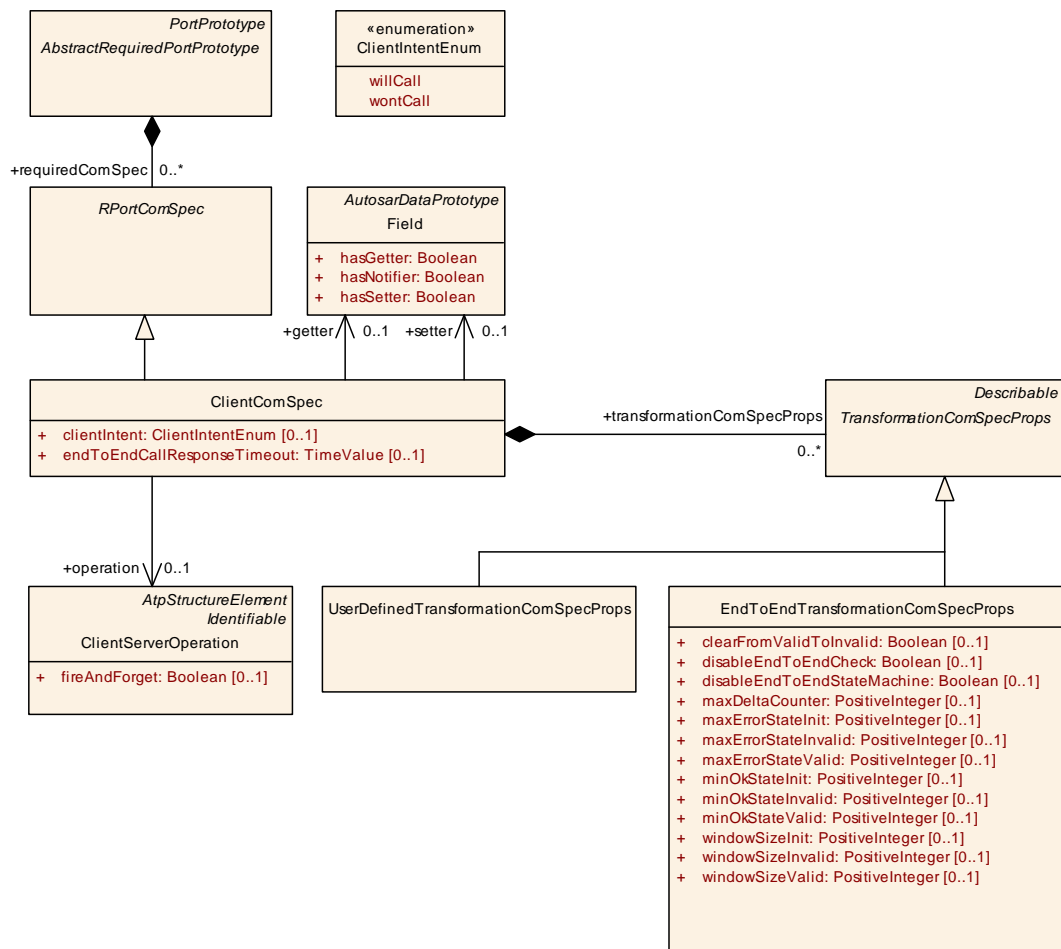 PortPrototype
AbstractRequiredPortPrototype
«enumeration»
ClientIntentEnum
willCall
wontCall
+requiredComSpec 0..*
RPortComSpec
AutosarDataPrototype
Field
+ hasGetter: Boolean
+ hasNotifier: Boolean
+ hasSetter: Boolean
+getter 0..1 +setter 0..1
ClientComSpec
+ clientIntent: ClientIntentEnum [0..1]
+ endToEndCallResponseTimeout: TimeValue [0..1]
+transformationComSpecProps
0..*
Describable
TransformationComSpecProps
+operation 0..1
AtpStructureElement
Identifiable
ClientServerOperation
+ fireAndForget: Boolean [0..1]
UserDefinedTransformationComSpecProps
EndToEndTransformationComSpecProps
+ clearFromValidToInvalid: Boolean [0..1]
+ disableEndToEndCheck: Boolean [0..1]
+ disableEndToEndStateMachine: Boolean [0..1]
+ maxDeltaCounter: PositiveInteger [0..1]
+ maxErrorStateInit: PositiveInteger [0..1]
+ maxErrorStateInvalid: PositiveInteger [0..1]
+ maxErrorStateValid: PositiveInteger [0..1]
+ minOkStateInit: PositiveInteger [0..1]
+ minOkStateInvalid: PositiveInteger [0..1]
+ minOkStateValid: PositiveInteger [0..1]
+ windowSizeInit: PositiveInteger [0..1]
+ windowSizeInvalid: PositiveInteger [0..1]
+ windowSizeValid: PositiveInteger [0..1]